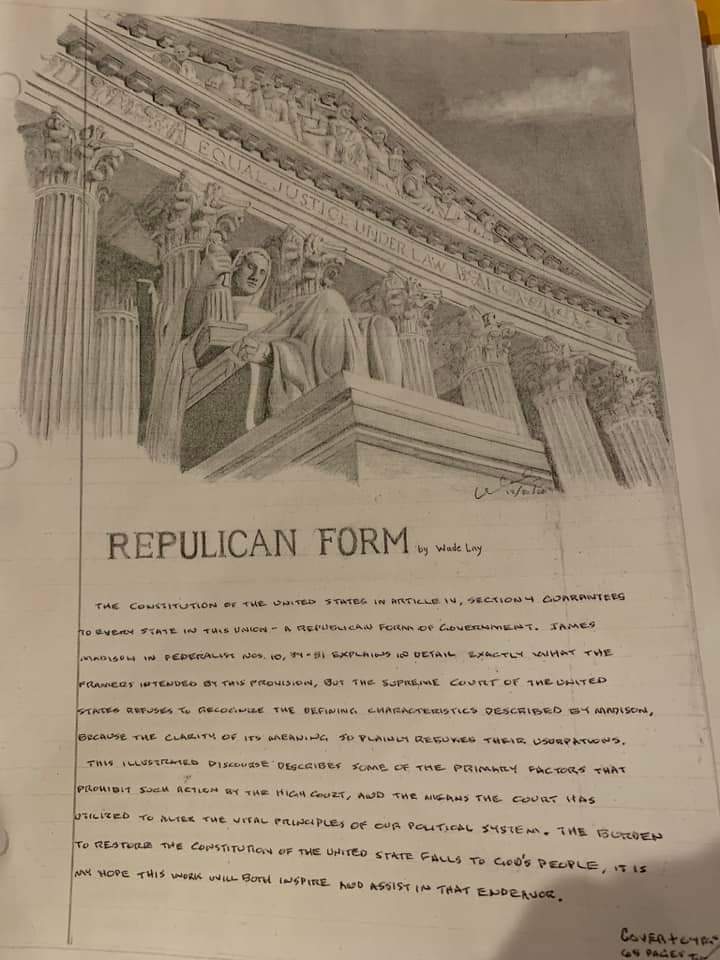 EQUAL JUSTICE UNDER LAW
12/21/20
REPULICAN FORM by Wade Lay
THE CONSTITUTION OF THE UNITED STATES IN ARTICLE IV, SECTION 4 GUARANTEES
TO EVERY STATE IN THIS UNION - A REPUBLICAN FORM OF GOVERNMENT. JAMES
MADISON IN FEDERALIST NOS. 10, 39-51 EXPLAINS IN DETAIL EXACTLY WHAT THE
FRAMERS INTENDED BY THIS PROVISION, BUT THE SUPREME COURT OF THE UNITED
STATES REFUSES TO RECOGNIZE THE DEFINING CHARACTERISTICS DESCRIBED BY MADISON,
BECAUSE THE CLARITY OF ITS MEANING SO PLAINLY REFUKES THEIR USURPATIONS.
THIS ILLUSTRATED DISCOURSE DESCRIBES SOME OF THE PRIMARY FACTORS THAT
PROHIBIT SUCH ACTION BY THE HIGH COURT, AND THE MEANS THE COURT HAS
UTILIZED TO ALTER THE VITAL PRINCIPLES OF OUR POLITICAL SYSTEM. THE BURDEN
TO RESTORE THE CONSTITUTION OF THE UNITED STATE FALLS TO GOD'S PEOPLE, IT IS
MY HOPE THIS WORK WILL BOTH INSPIRE AND ASSIST IN THAT ENDEAVOR.
COVER +
68 PAGES